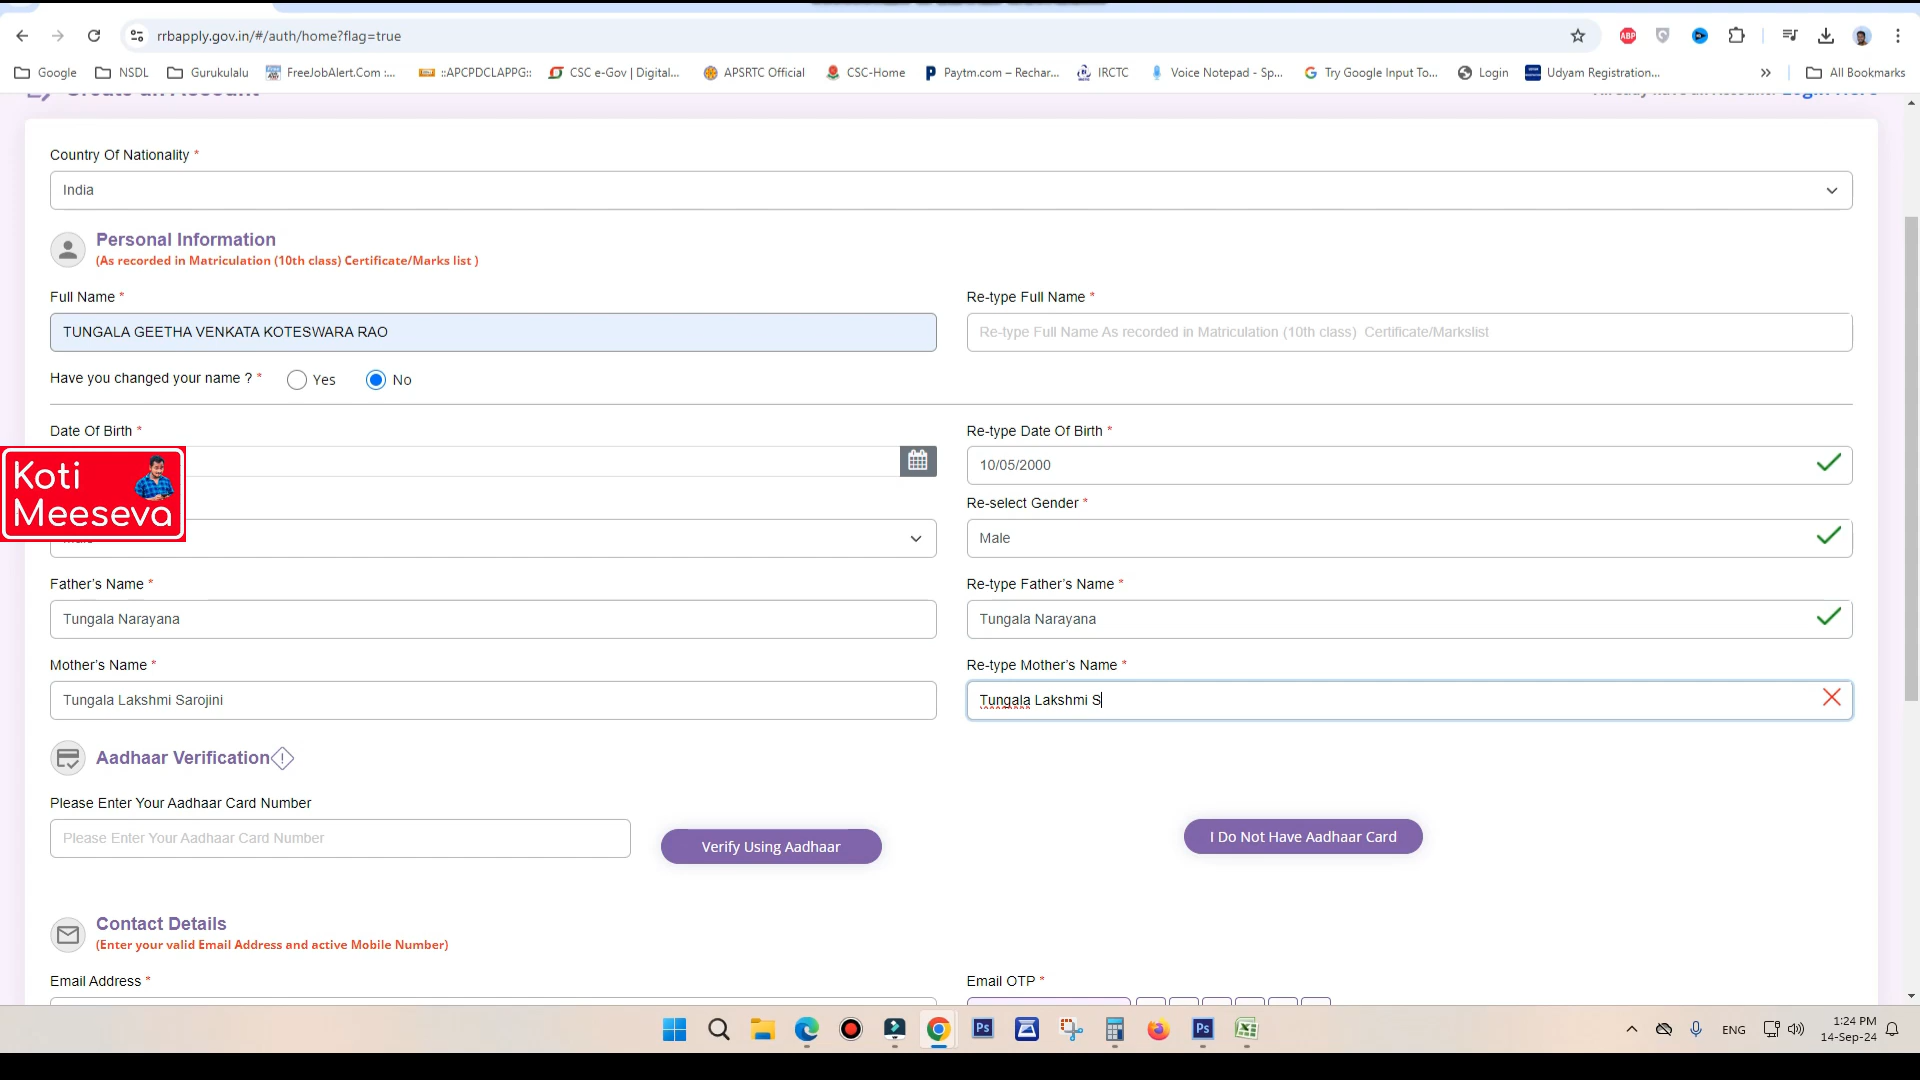 rrbapply.gov.in/#/auth/home?flag=true
ABP
Google
NSDL
Gurukulalu
FreeJobAlert.Com :...
::APCPDCLAPPG::
CSC e-Gov | Digital...
APSRTC Official
CSC-Home
Paytm.com – Rechar...
IRCTC
Voice Notepad - Sp...
Try Google Input To...
Login
Udyam Registration...
All Bookmarks
Create an Account
Country Of Nationality *
India
Personal Information
(As recorded in Matriculation (10th class) Certificate/Marks list )
Full Name *
Re-type Full Name *
TUNGALA GEETHA VENKATA KOTESWARA RAO
Re-type Full Name As recorded in Matriculation (10th class) Certificate/Markslist
Have you changed your name ? *
Yes
No
Date Of Birth *
Re-type Date Of Birth *
10/05/2000
Koti
Meeseva
Re-select Gender *
Male
Father's Name *
Re-type Father's Name *
Tungala Narayana
Tungala Narayana
Mother's Name *
Re-type Mother's Name *
Tungala Lakshmi Sarojini
Tungala Lakshmi S
Aadhaar Verification
Please Enter Your Aadhaar Card Number
Please Enter Your Aadhaar Card Number
Verify Using Aadhaar
I Do Not Have Aadhaar Card
Contact Details
(Enter your valid Email Address and active Mobile Number)
Email Address *
Email OTP *
Ps
Ps
ENG
1:24 PM
14-Sep-24